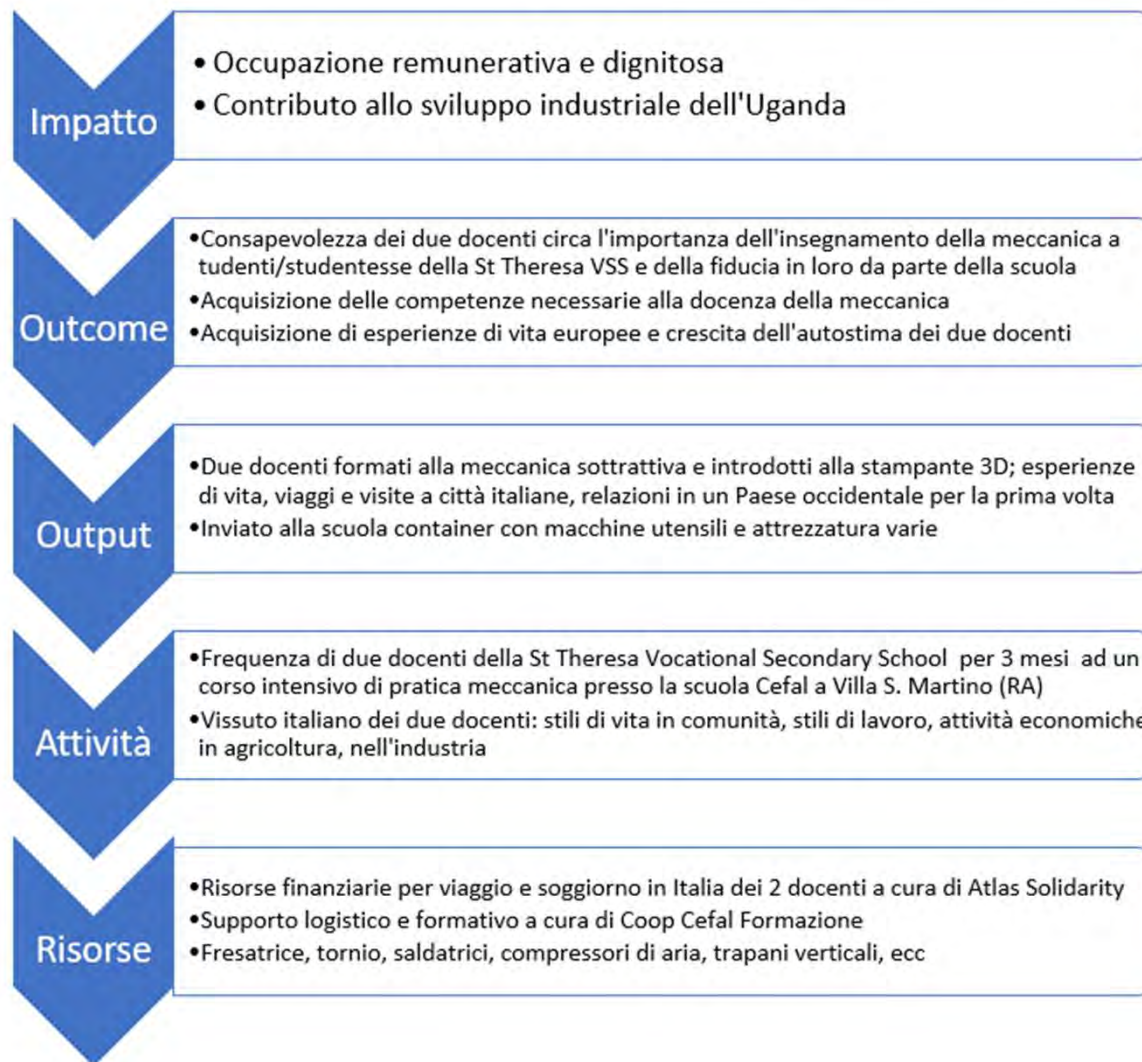 Impatto
• Occupazione remunerativa e dignitosa
• Contributo allo sviluppo industriale dell'Uganda
Outcome
•Consapevolezza dei due docenti circa l'importanza dell'insegnamento della meccanica a
tudenti/studentesse della St Theresa VSS e della fiducia in loro da parte della scuola
•Acquisizione delle competenze necessarie alla docenza della meccanica
•Acquisizione di esperienze di vita europee e crescita dell'autostima dei due docenti
Output
•Due docenti formati alla meccanica sottrattiva e introdotti alla stampante 3D; esperienze
di vita, viaggi e visite a città italiane, relazioni in un Paese occidentale per la prima volta
•Inviato alla scuola container con macchine utensili e attrezzatura varie
Attività
•Frequenza di due docenti della St Theresa Vocational Secondary School per 3 mesi ad un
corso intensivo di pratica meccanica presso la scuola Cefal a Villa S. Martino (RA)
•Vissuto italiano dei due docenti: stili di vita in comunità, stili di lavoro, attività economiche
in agricoltura, nell'industria
Risorse
•Risorse finanziarie per viaggio e soggiorno in Italia dei 2 docenti a cura di Atlas Solidarity
•Supporto logistico e formativo a cura di Coop Cefal Formazione
•Fresatrice, tornio, saldatrici, compressori di aria, trapani verticali, ecc